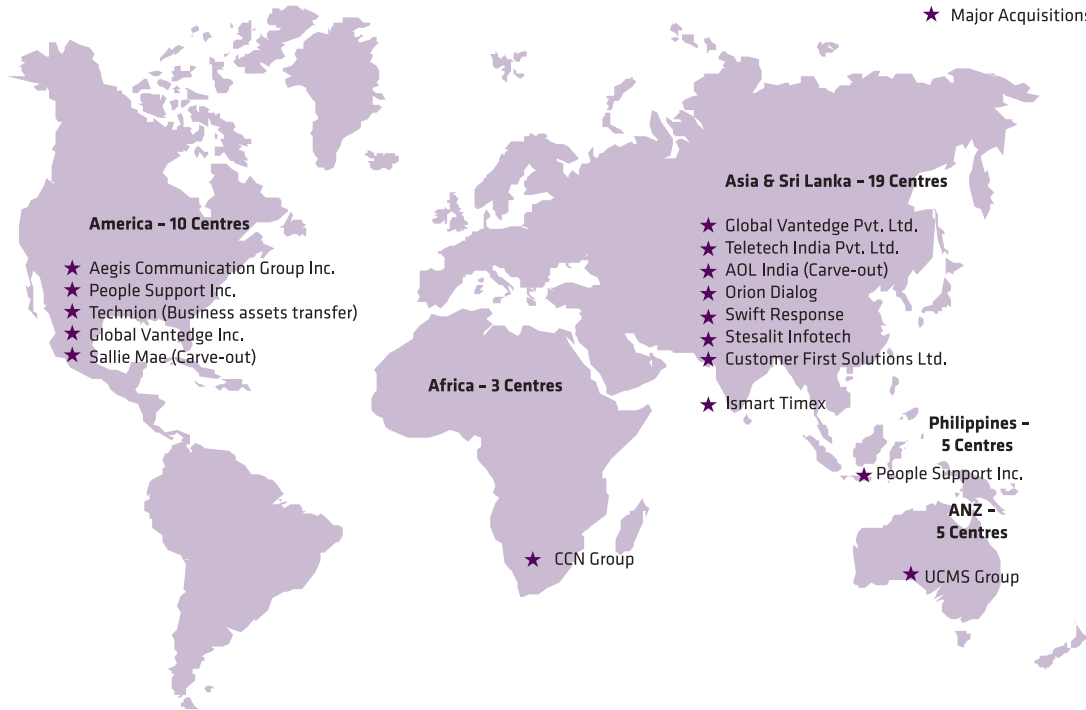 Major Acquisitions
America – 10 Centres
Aegis Communication Group Inc.
People Support Inc.
Technion (Business assets transfer)
Global Vantedge Inc.
Sallie Mae (Carve-out)
Africa – 3 Centres
CCN Group
Asia & Sri Lanka – 19 Centres
Global Vantedge Pvt. Ltd.
Teletech India Pvt. Ltd.
AOL India (Carve-out)
Orion Dialog
Swift Response
Stesalit Infotech
Customer First Solutions Ltd.
Ismart Timex
Philippines –
5 Centres
People Support Inc.
ANZ –
5 Centres
UCMS Group